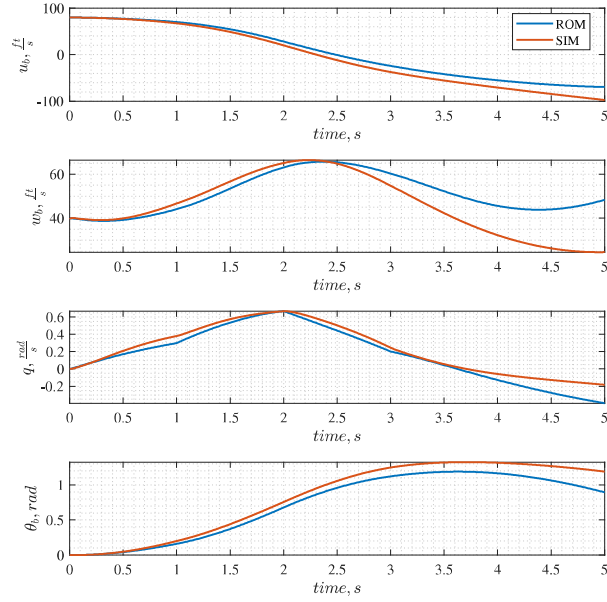 100
0
-100
u_b, ft/s
ROM
SIM
0 0.5 1 1.5 2 2.5 3 3.5 4 4.5 5
time, s
60
40
w_b, ft/s
0 0.5 1 1.5 2 2.5 3 3.5 4 4.5 5
time, s
0.6
0.4
0.2
0
-0.2
q, rad/s
0 0.5 1 1.5 2 2.5 3 3.5 4 4.5 5
time, s
1
0.5
0
θ_b, rad
0 0.5 1 1.5 2 2.5 3 3.5 4 4.5 5
time, s